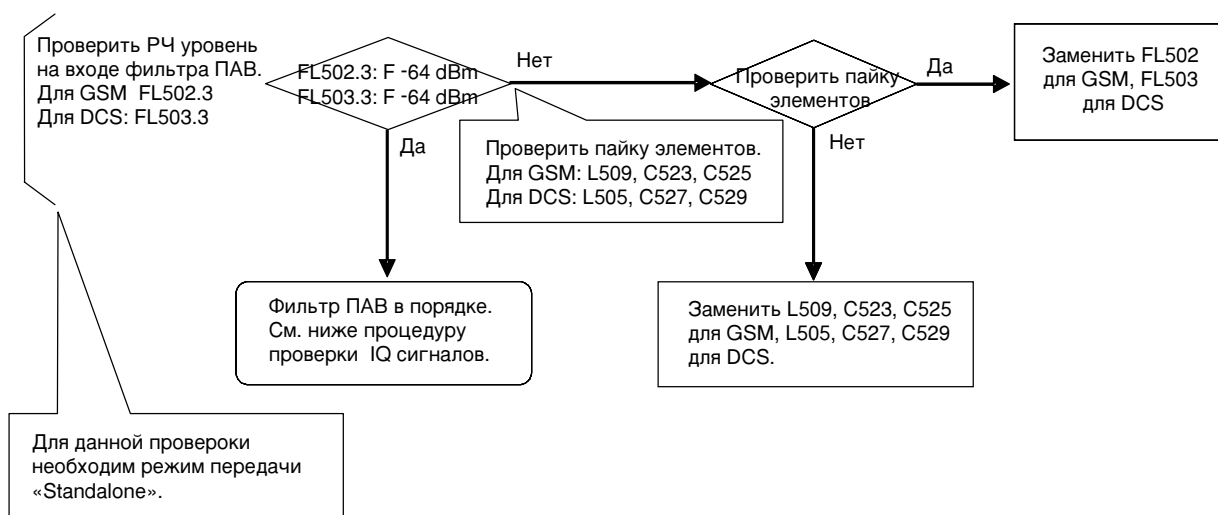 Проверить РЧ уровень
на входе фильтра ПАВ.
Для GSM FL502.3
Для DCS: FL503.3
FL502.3: F -64 dBm
FL503.3: F -64 dBm
Нет
Проверить пайку
элементов
Да
Заменить FL502
для GSM, FL503
для DCS
Да
Проверить пайку элементов.
Для GSM: L509, C523, C525
Для DCS: L505, C527, C529
Нет
Фильтр ПАВ в порядке.
См. ниже процедуру
проверки IQ сигналов.
Заменить L509, C523, C525
для GSM, L505, C527, C529
для DCS.
Для данной провероки
необходим режим передачи
«Standalone».